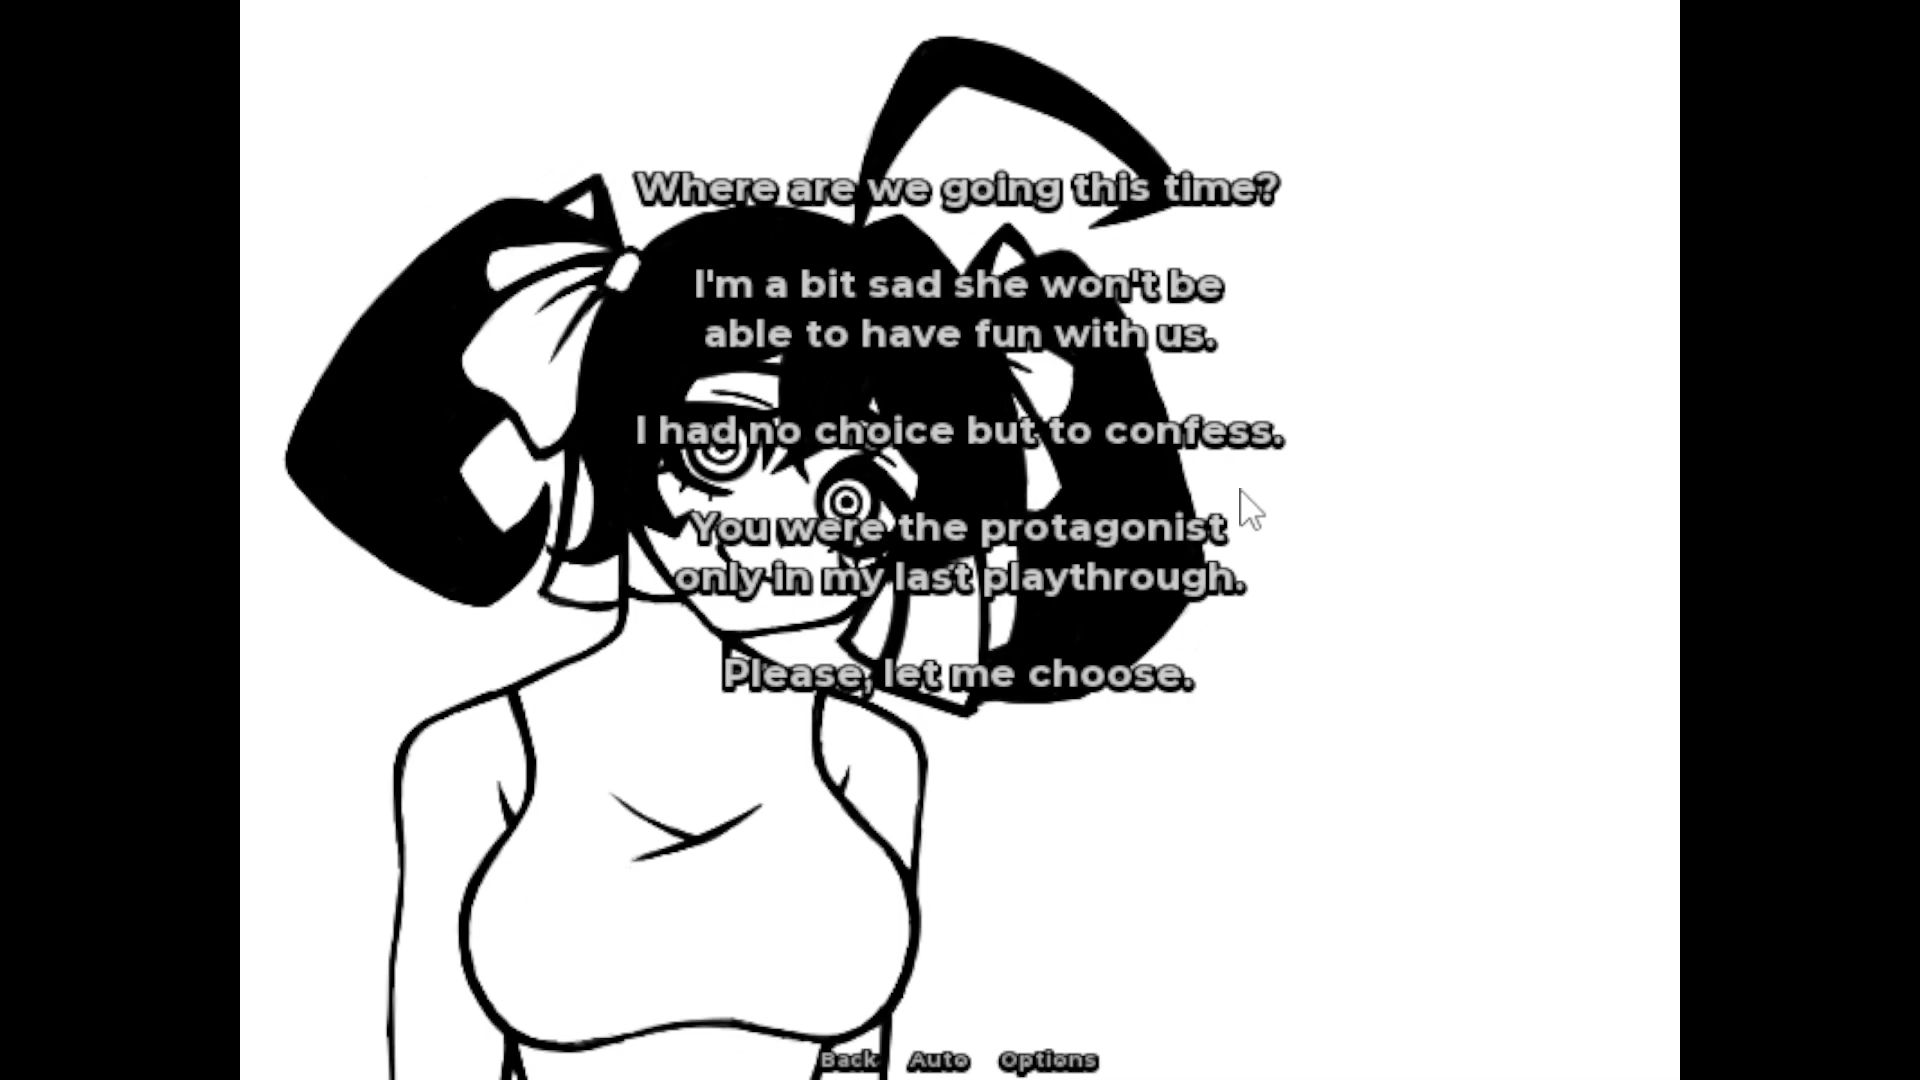 Where are we going this time?
I'm a bit sad she won't be
able to have fun with us.
I had no choice but to confess.
You were the protagonist
only in my last playthrough.
Please, let me choose.
Back Auto Options